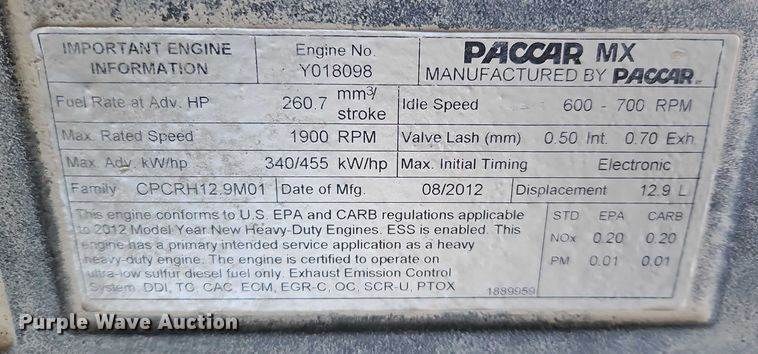 IMPORTANT ENGINE INFORMATION
Engine No. Y018098
PACCAR MX
MANUFACTURED BY PACCAR
Fuel Rate at Adv. HP 260.7 mm3/stroke Idle Speed 600 - 700 RPM
Max. Rated Speed 1900 RPM Valve Lash (mm) 0.50 Int. 0.70 Exh
Max. Adv. kW/hp 340/455 kW/hp Max. Initial Timing Electronic
Family CPCRH12.9M01 Date of Mfg. 08/2012 Displacement 12.9 L
This engine conforms to U.S. EPA and CARB regulations applicable
to 2012 Model Year New Heavy-Duty Engines. ESS is enabled. This
engine has a primary intended service application as a heavy
heavy-duty engine. The engine is certified to operate on
ultra-low sulfur diesel fuel only. Exhaust Emission Control
System. DDI, TC, CAC, ECM, EGR-C, OC, SCR-U, PTOX
1889959
STD EPA CARB
NOx 0.20 0.20
PM 0.01 0.01
Purple Wave Auction